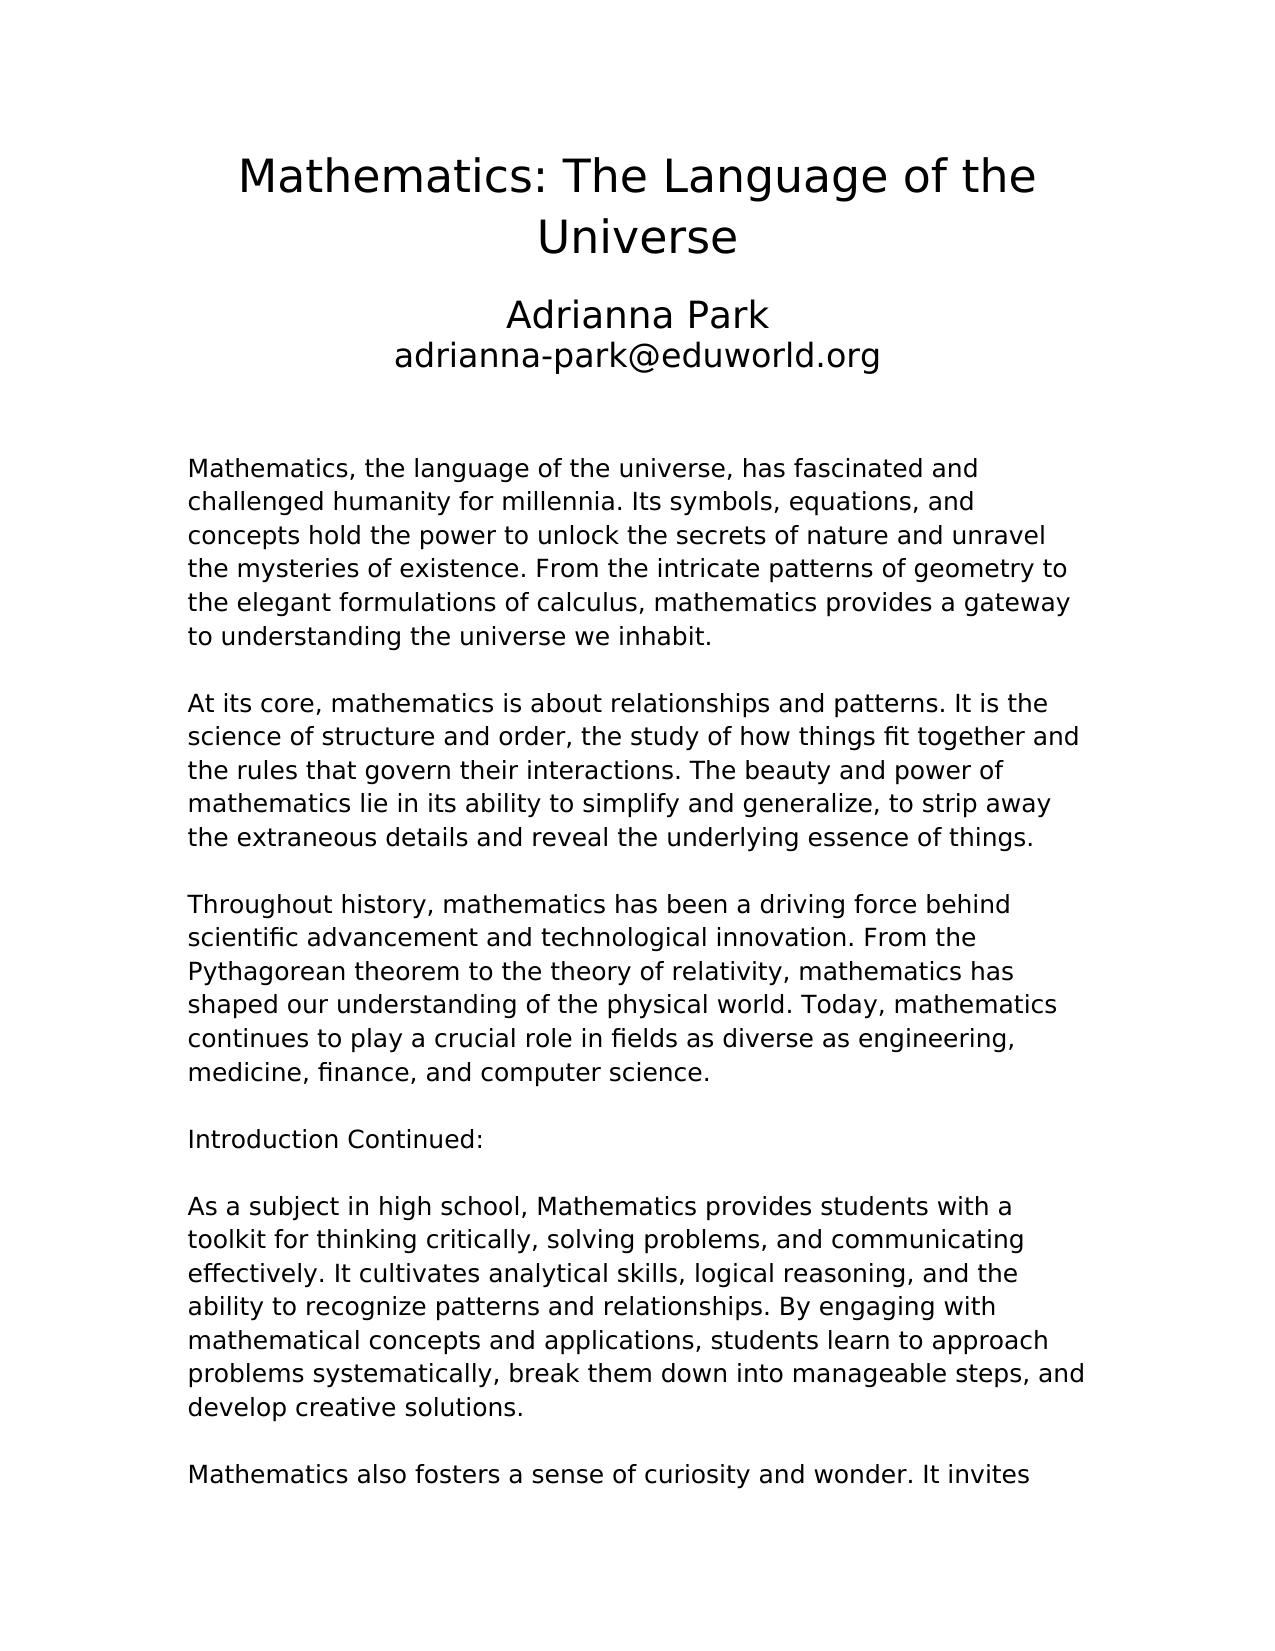 Mathematics: The Language of the
Universe
Adrianna Park
adrianna-park@eduworld.org
Mathematics, the language of the universe, has fascinated and
challenged humanity for millennia. Its symbols, equations, and
concepts hold the power to unlock the secrets of nature and unravel
the mysteries of existence. From the intricate patterns of geometry to
the elegant formulations of calculus, mathematics provides a gateway
to understanding the universe we inhabit.
At its core, mathematics is about relationships and patterns. It is the
science of structure and order, the study of how things fit together and
the rules that govern their interactions. The beauty and power of
mathematics lie in its ability to simplify and generalize, to strip away
the extraneous details and reveal the underlying essence of things.
Throughout history, mathematics has been a driving force behind
scientific advancement and technological innovation. From the
Pythagorean theorem to the theory of relativity, mathematics has
shaped our understanding of the physical world. Today, mathematics
continues to play a crucial role in fields as diverse as engineering,
medicine, finance, and computer science.
Introduction Continued:
As a subject in high school, Mathematics provides students with a
toolkit for thinking critically, solving problems, and communicating
effectively. It cultivates analytical skills, logical reasoning, and the
ability to recognize patterns and relationships. By engaging with
mathematical concepts and applications, students learn to approach
problems systematically, break them down into manageable steps, and
develop creative solutions.
Mathematics also fosters a sense of curiosity and wonder. It invites